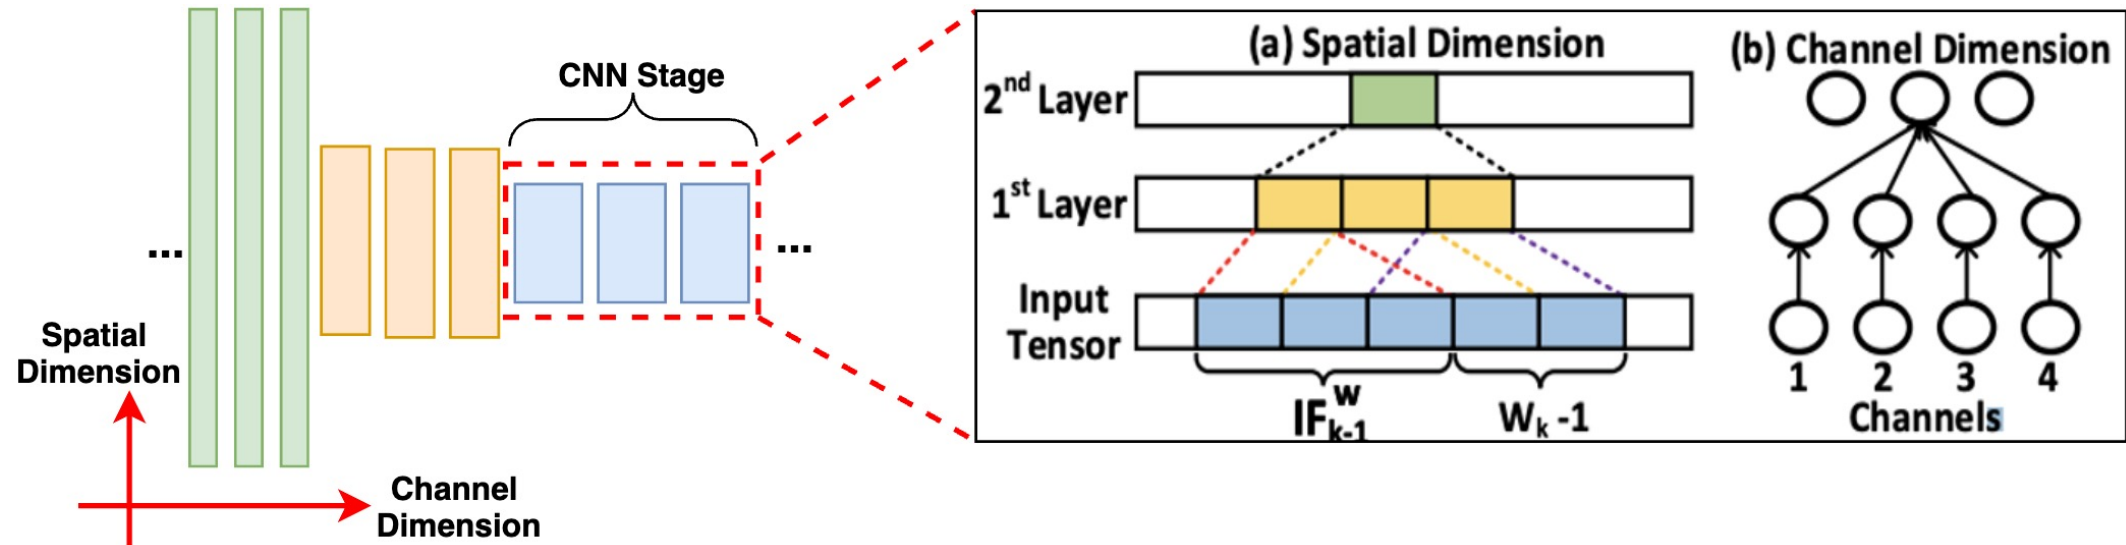 CNN Stage
...
...
Spatial
Dimension
Channel
Dimension
(a) Spatial Dimension
2nd Layer
1st Layer
Input
Tensor
IF w k-1
Wk -1
(b) Channel Dimension
1 2 3 4
Channels